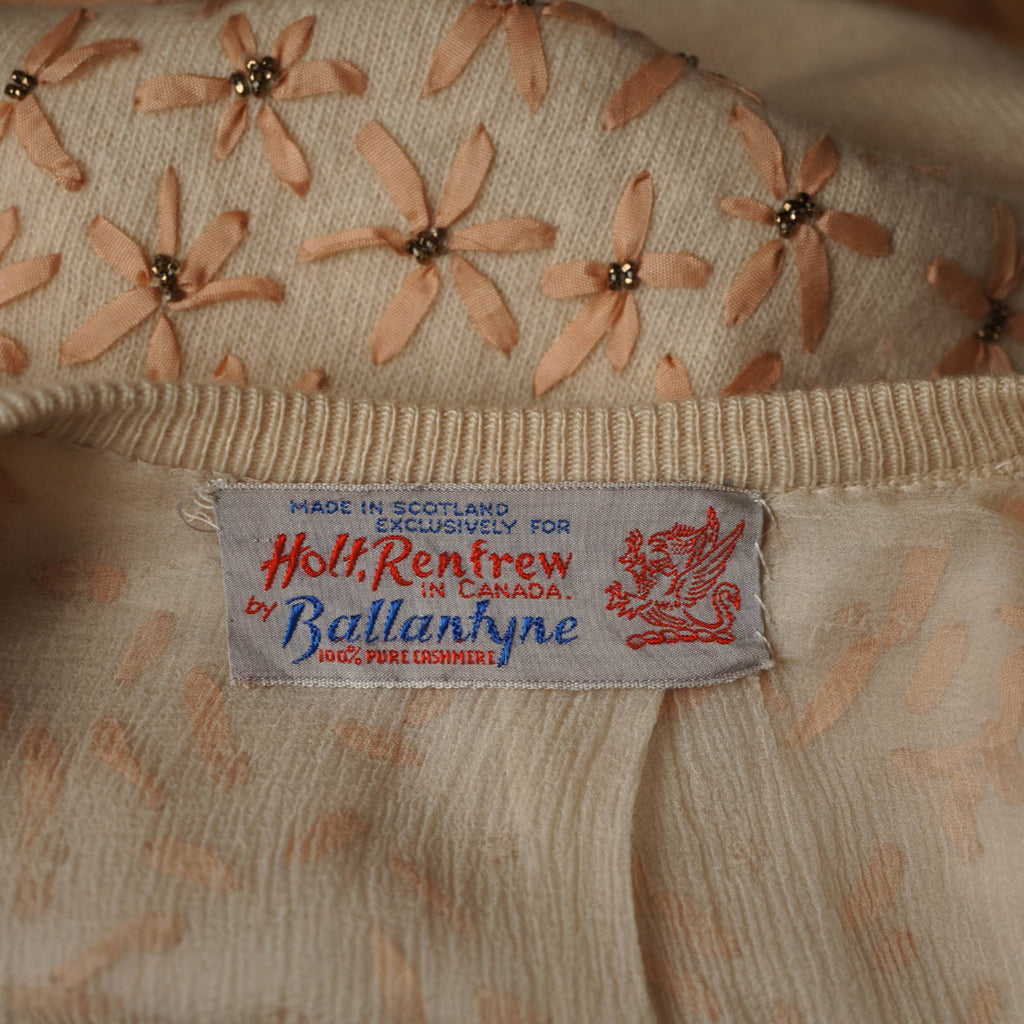 MADE IN SCOTLAND
EXCLUSIVELY FOR
Holt, Renfrew
IN CANADA.
by Ballantyne
100% PURE CASHMERE